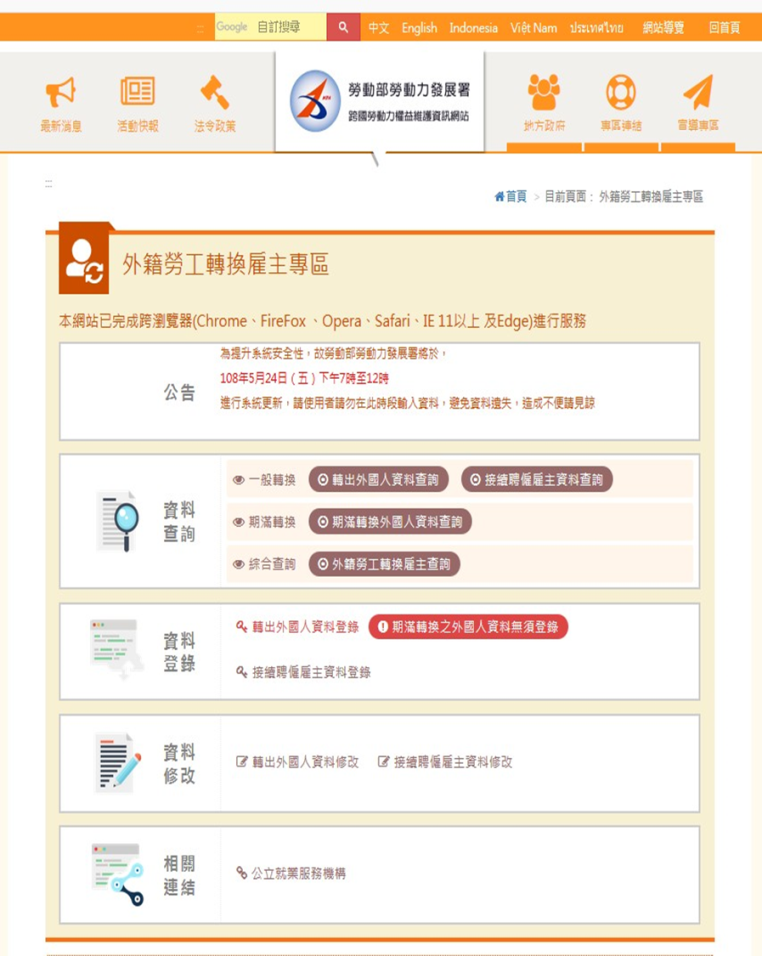 Google 自訂搜尋 中文 English Indonesia Việt Nam ประเทศไทย 網站導覽 回首頁
最新消息 活動快報 法令政策
勞動部勞動力發展署
跨國勞動力權益維護資訊網站
地方政府 專區連結 宣導專區
首頁 > 目前頁面： 外籍勞工轉換雇主專區
外籍勞工轉換雇主專區
本網站已完成跨瀏覽器(Chrome、FireFox 、Opera、Safari、IE 11以上 及Edge)進行服務
公告
為提升系統安全性，故勞動部勞動力發展署將於，
108年5月24日（五）下午7時至12時
進行系統更新，請使用者請勿在此時段輸入資料，避免資料遺失，造成不便請見諒
資料
查詢
一般轉換 轉出外國人資料查詢 接續聘僱雇主資料查詢
期滿轉換 期滿轉換外國人資料查詢
綜合查詢 外籍勞工轉換雇主查詢
資料
登錄
轉出外國人資料登錄 期滿轉換之外國人資料無須登錄
接續聘僱雇主資料登錄
資料
修改
轉出外國人資料修改 接續聘僱雇主資料修改
相關
連結
公立就業服務機構